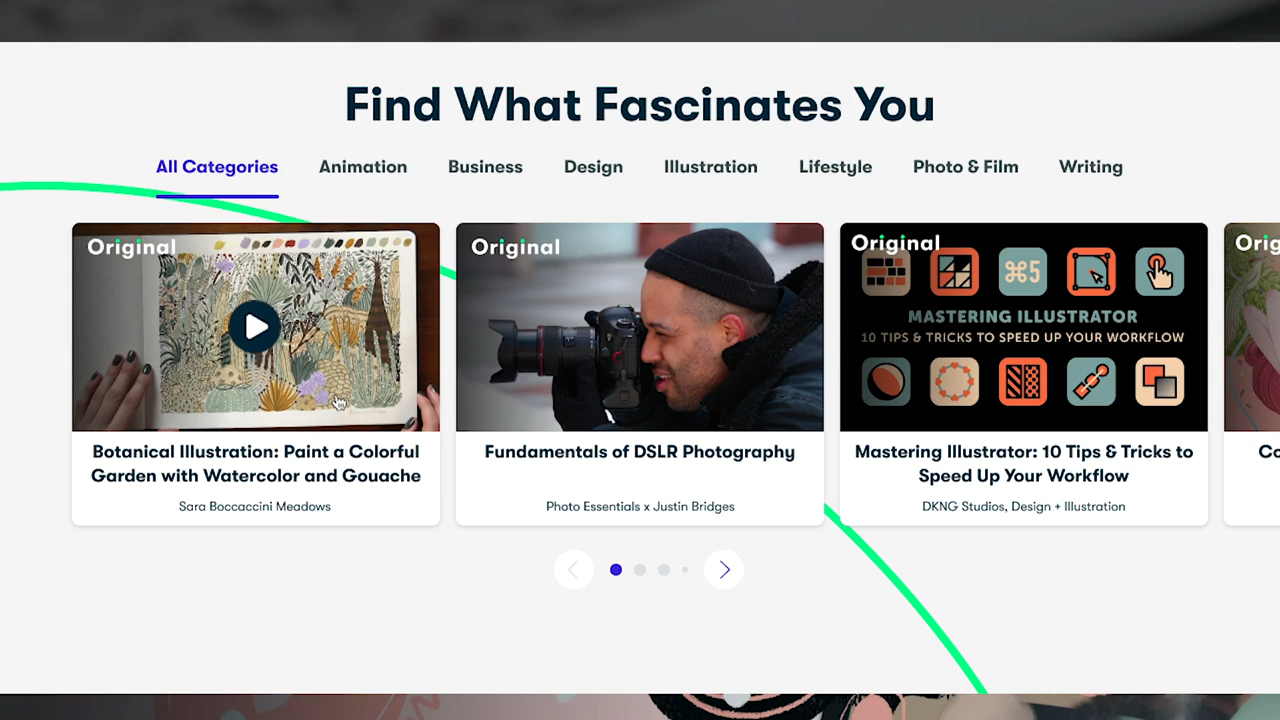 Find What Fascinates You
All Categories Animation Business Design Illustration Lifestyle Photo & Film Writing
Original
Original
Original
⌘5
MASTERING ILLUSTRATOR
10 TIPS & TRICKS TO SPEED UP YOUR WORKFLOW
Botanical Illustration: Paint a Colorful
Garden with Watercolor and Gouache
Sara Boccaccini Meadows
Fundamentals of DSLR Photography
Photo Essentials x Justin Bridges
Mastering Illustrator: 10 Tips & Tricks to
Speed Up Your Workflow
DKNG Studios, Design + Illustration